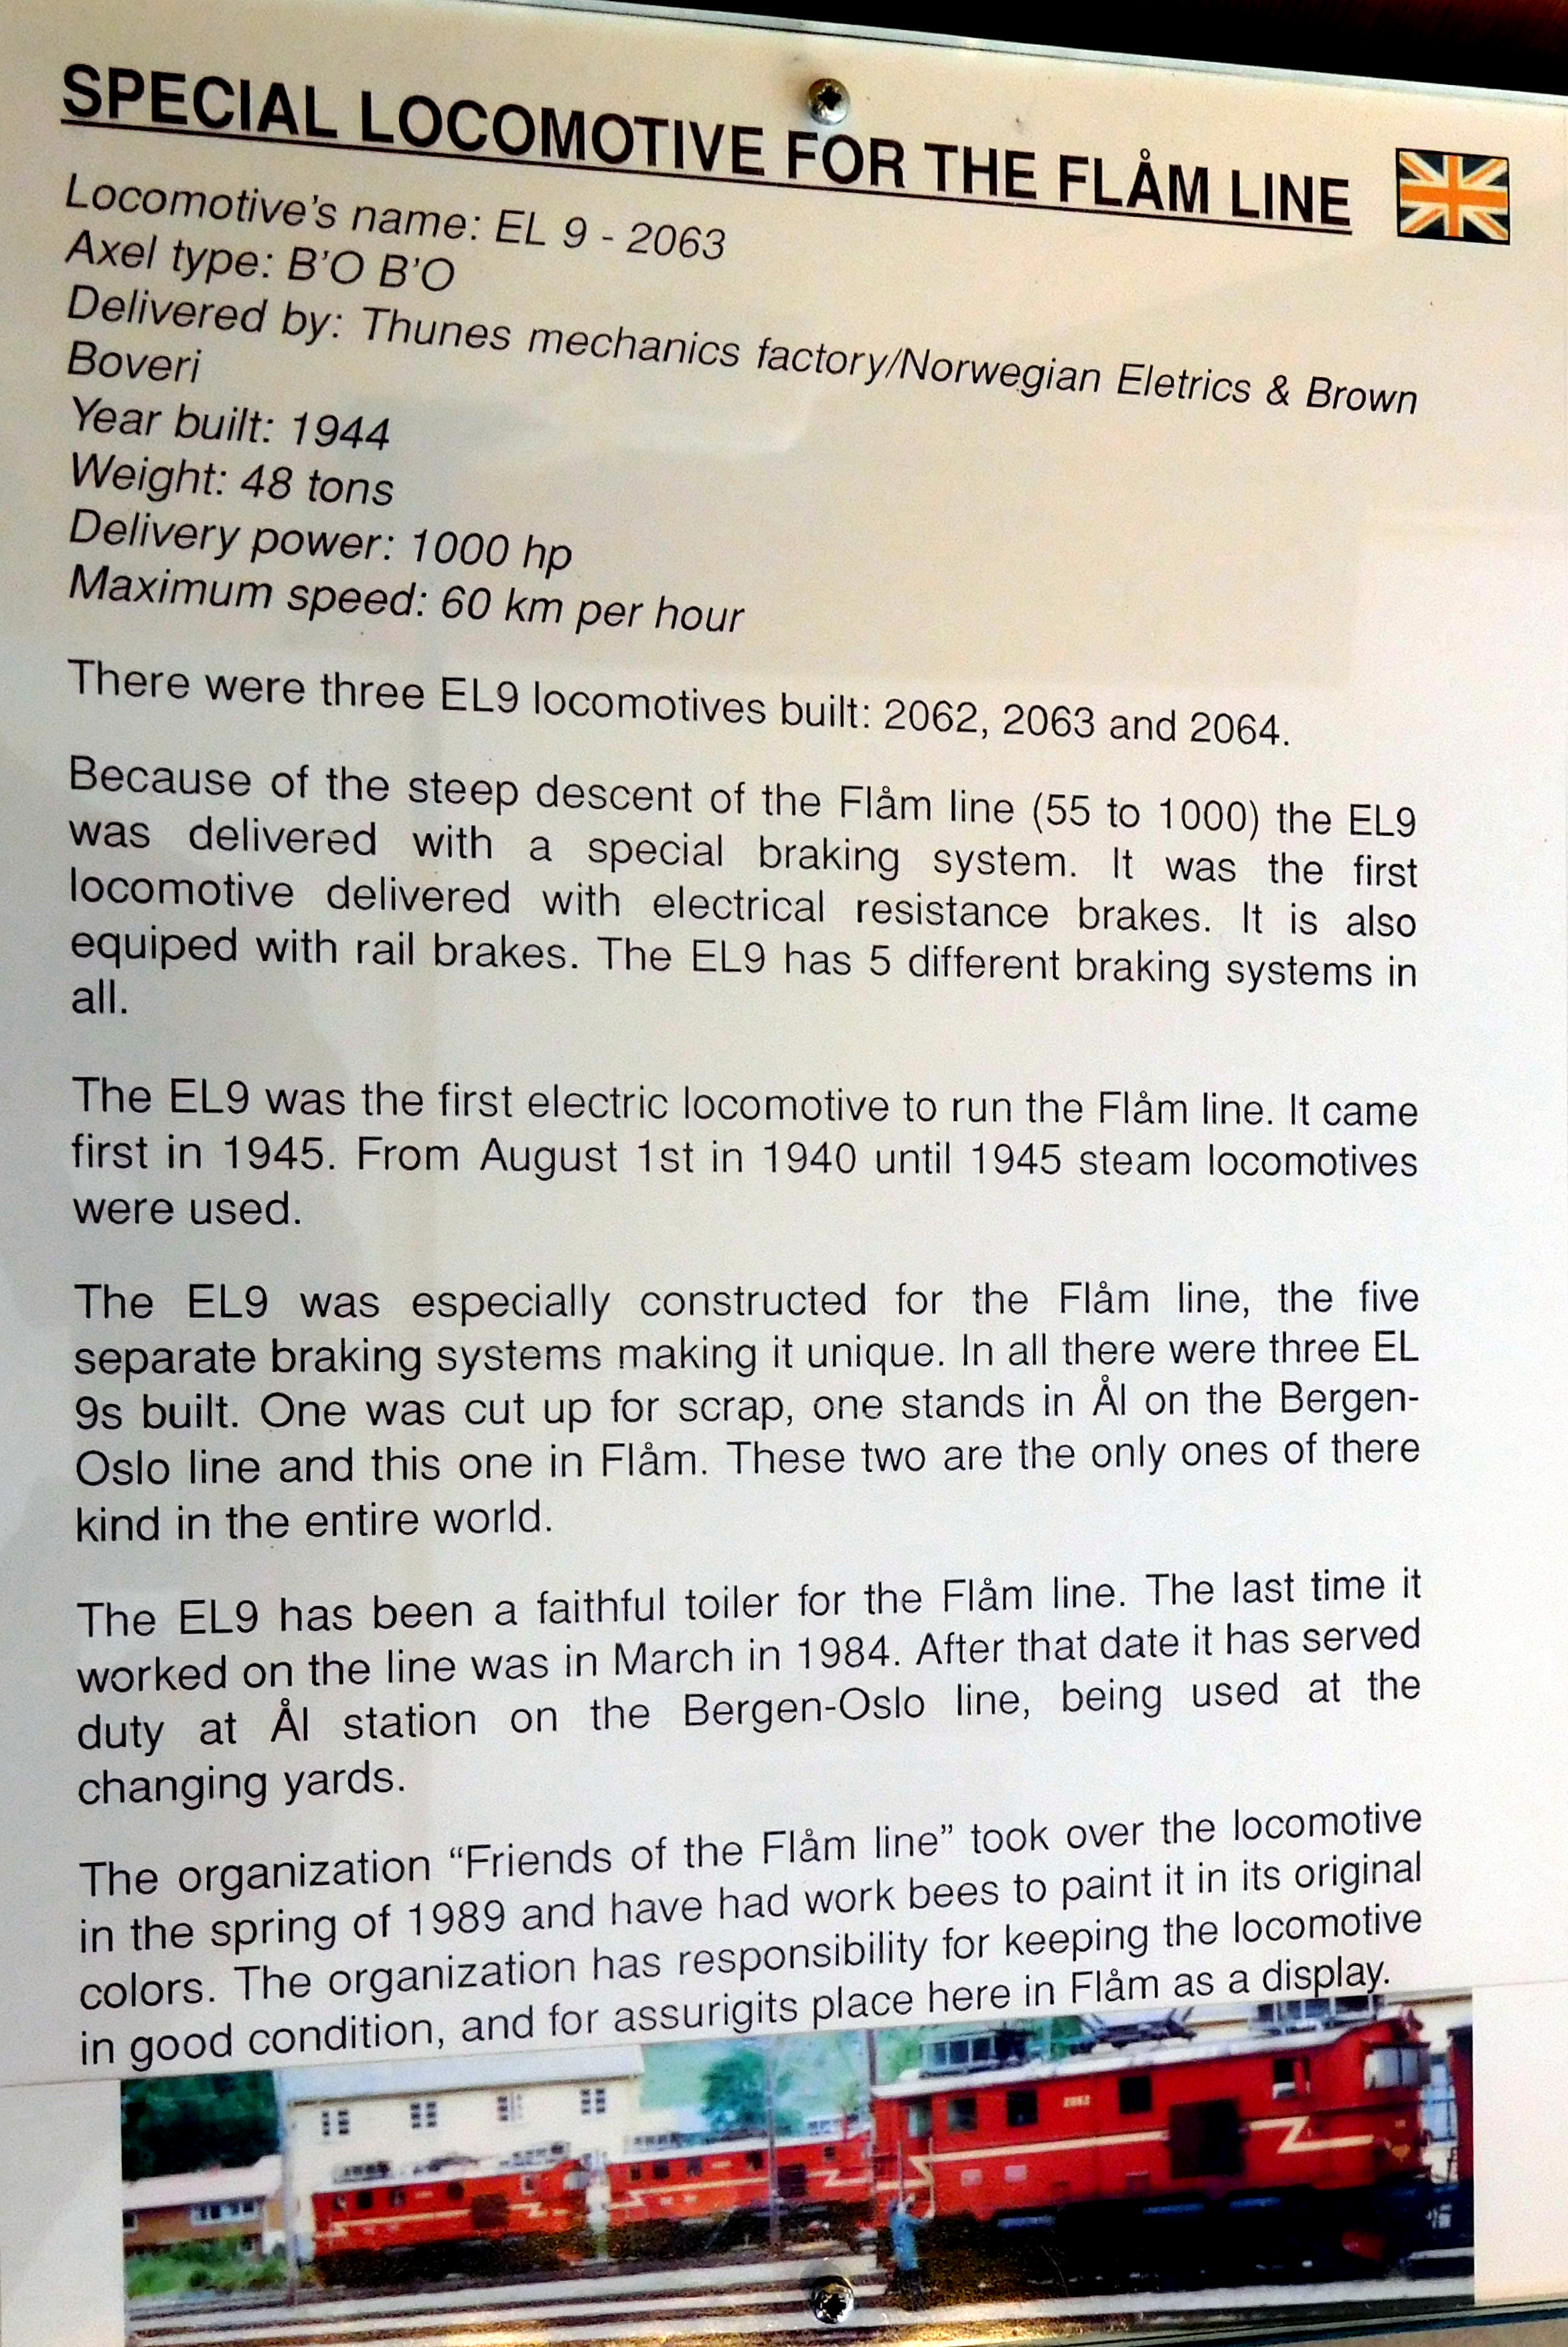 SPECIAL LOCOMOTIVE FOR THE FLÅM LINE
Locomotive's name: EL 9 - 2063
Axel type: B'O B'O
Delivered by: Thunes mechanics factory/Norwegian Eletrics & Brown
Boveri
Year built: 1944
Weight: 48 tons
Delivery power: 1000 hp
Maximum speed: 60 km per hour
There were three EL9 locomotives built: 2062, 2063 and 2064.
Because of the steep descent of the Flåm line (55 to 1000) the EL9
was delivered with a special braking system. It was the first
locomotive delivered with electrical resistance brakes. It is also
equiped with rail brakes. The EL9 has 5 different braking systems in
all.
The EL9 was the first electric locomotive to run the Flåm line. It came
first in 1945. From August 1st in 1940 until 1945 steam locomotives
were used.
The EL9 was especially constructed for the Flåm line, the five
separate braking systems making it unique. In all there were three EL
9s built. One was cut up for scrap, one stands in Ål on the Bergen-
Oslo line and this one in Flåm. These two are the only ones of there
kind in the entire world.
The EL9 has been a faithful toiler for the Flåm line. The last time it
worked on the line was in March in 1984. After that date it has served
duty at Ål station on the Bergen-Oslo line, being used at the
changing yards.
The organization “Friends of the Flåm line” took over the locomotive
in the spring of 1989 and have had work bees to paint it in its original
colors. The organization has responsibility for keeping the locomotive
in good condition, and for assurigits place here in Flåm as a display.